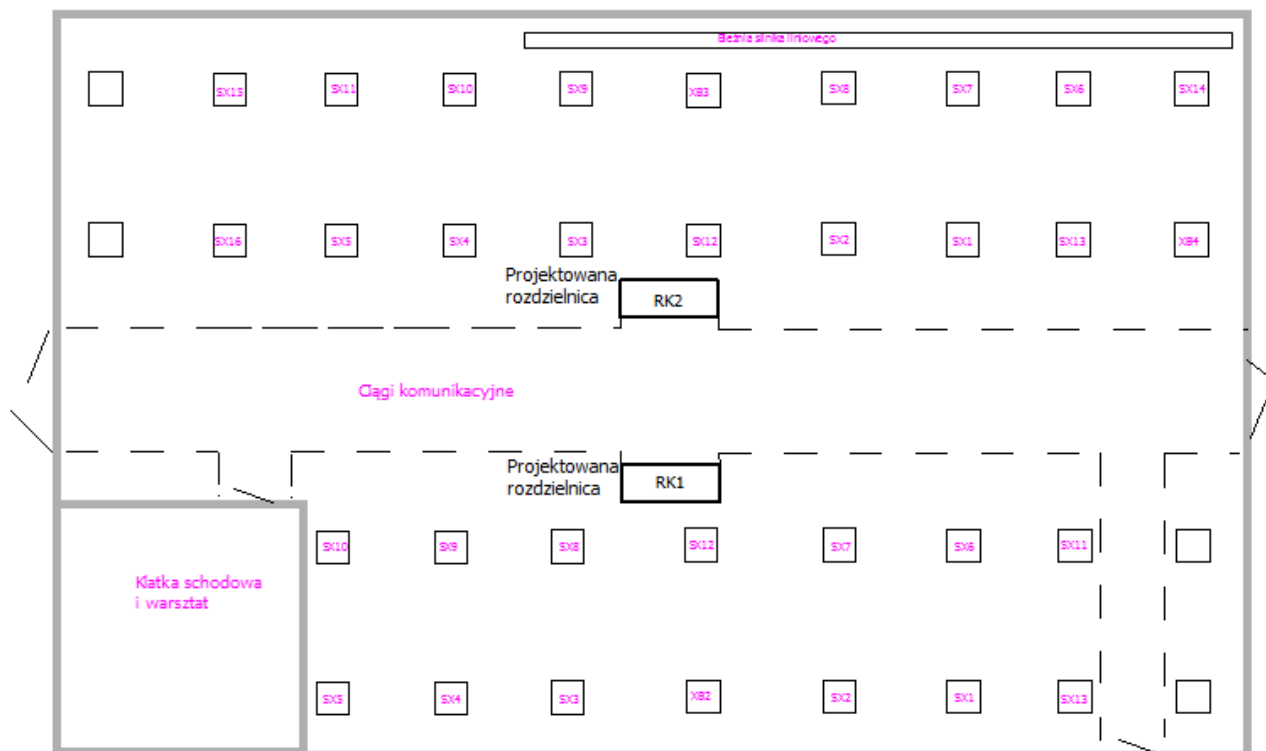 Bieżnia silnika liniowego
SX15 SX11 SX10 SX9 XB3 SX8 SX7 SX6 SX14
SX16 SX5 SX4 SX3 SX12 SX2 SX1 SX13 XB4
Projektowana
rozdzielnica
RK2
Ciągi komunikacyjne
Projektowana
rozdzielnica
RK1
SX10 SX9 SX8 SX12 SX7 SX6 SX11
Klatka schodowa
i warsztat
SX5 SX4 SX3 XB2 SX2 SX1 SX13